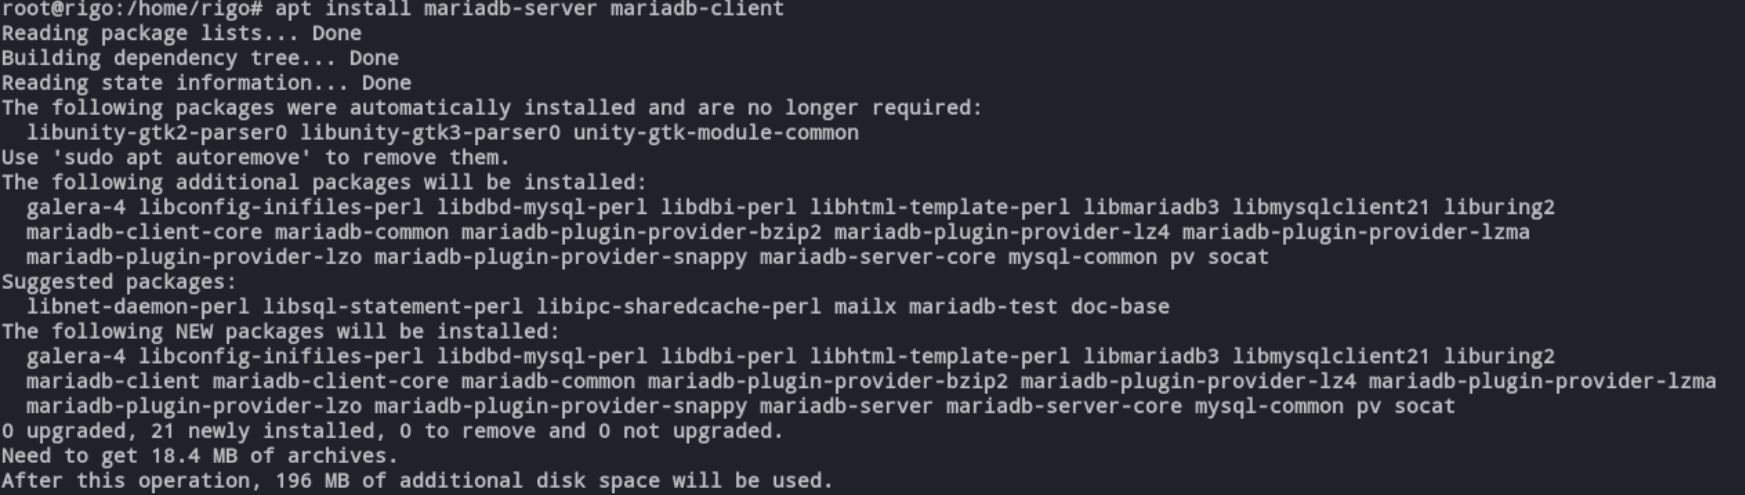 root@rigo:/home/rigo# apt install mariadb-server mariadb-client
Reading package lists... Done
Building dependency tree... Done
Reading state information... Done
The following packages were automatically installed and are no longer required:
  libunity-gtk2-parser0 libunity-gtk3-parser0 unity-gtk-module-common
Use 'sudo apt autoremove' to remove them.
The following additional packages will be installed:
  galera-4 libconfig-inifiles-perl libdbd-mysql-perl libdbi-perl libhtml-template-perl libmariadb3 libmysqlclient21 liburing2
  mariadb-client-core mariadb-common mariadb-plugin-provider-bzip2 mariadb-plugin-provider-lz4 mariadb-plugin-provider-lzma
  mariadb-plugin-provider-lzo mariadb-plugin-provider-snappy mariadb-server-core mysql-common pv socat
Suggested packages:
  libnet-daemon-perl libsql-statement-perl libipc-sharedcache-perl mailx mariadb-test doc-base
The following NEW packages will be installed:
  galera-4 libconfig-inifiles-perl libdbd-mysql-perl libdbi-perl libhtml-template-perl libmariadb3 libmysqlclient21 liburing2
  mariadb-client mariadb-client-core mariadb-common mariadb-plugin-provider-bzip2 mariadb-plugin-provider-lz4 mariadb-plugin-provider-lzma
  mariadb-plugin-provider-lzo mariadb-plugin-provider-snappy mariadb-server mariadb-server-core mysql-common pv socat
0 upgraded, 21 newly installed, 0 to remove and 0 not upgraded.
Need to get 18.4 MB of archives.
After this operation, 196 MB of additional disk space will be used.